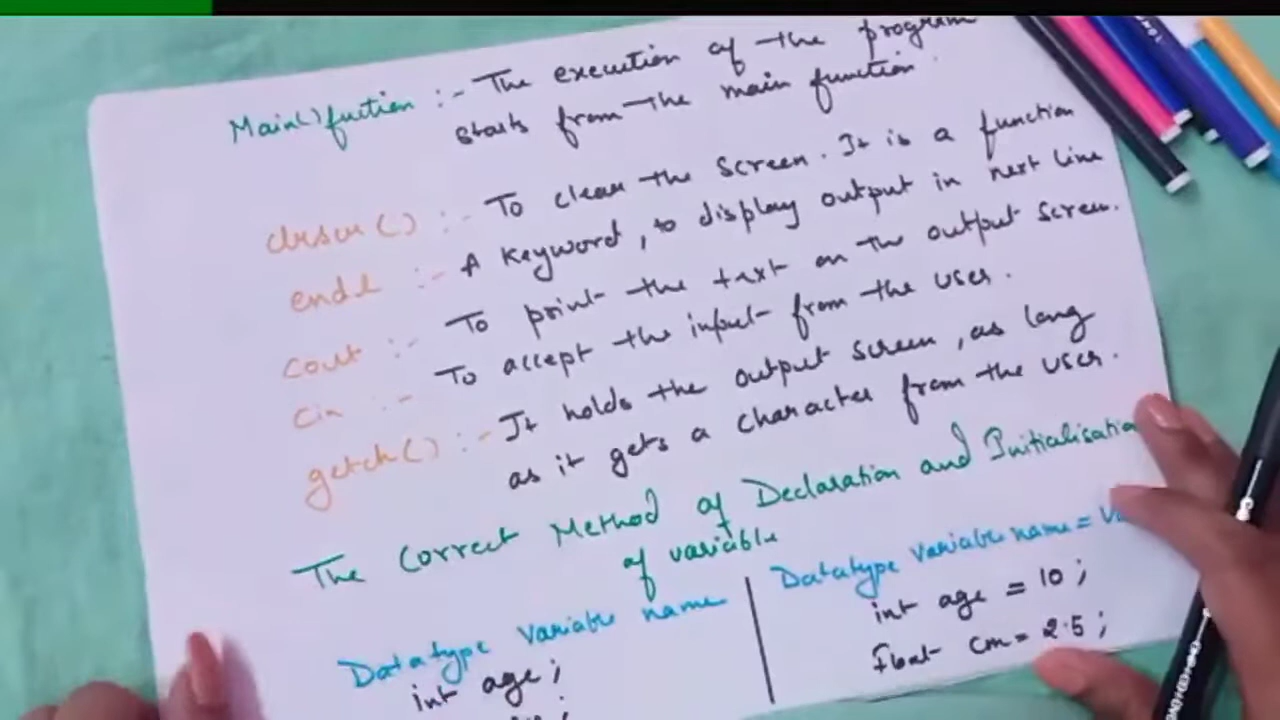 Main() fuction :- The execution of the program
starts from the main function.
clrscr() :- To clear the screen. It is a function
endl :- A keyword, to display output in next line
cout :- To print the text on the output screen.
cin :- To accept the input from the user.
getch() :- It holds the output screen, as long
as it gets a character from the user.
The Correct Method of Declaration and Initialisation
of variable
Datatype variable name
int age;
Datatype variable name =
int age = 10;
float cm = 2.5;